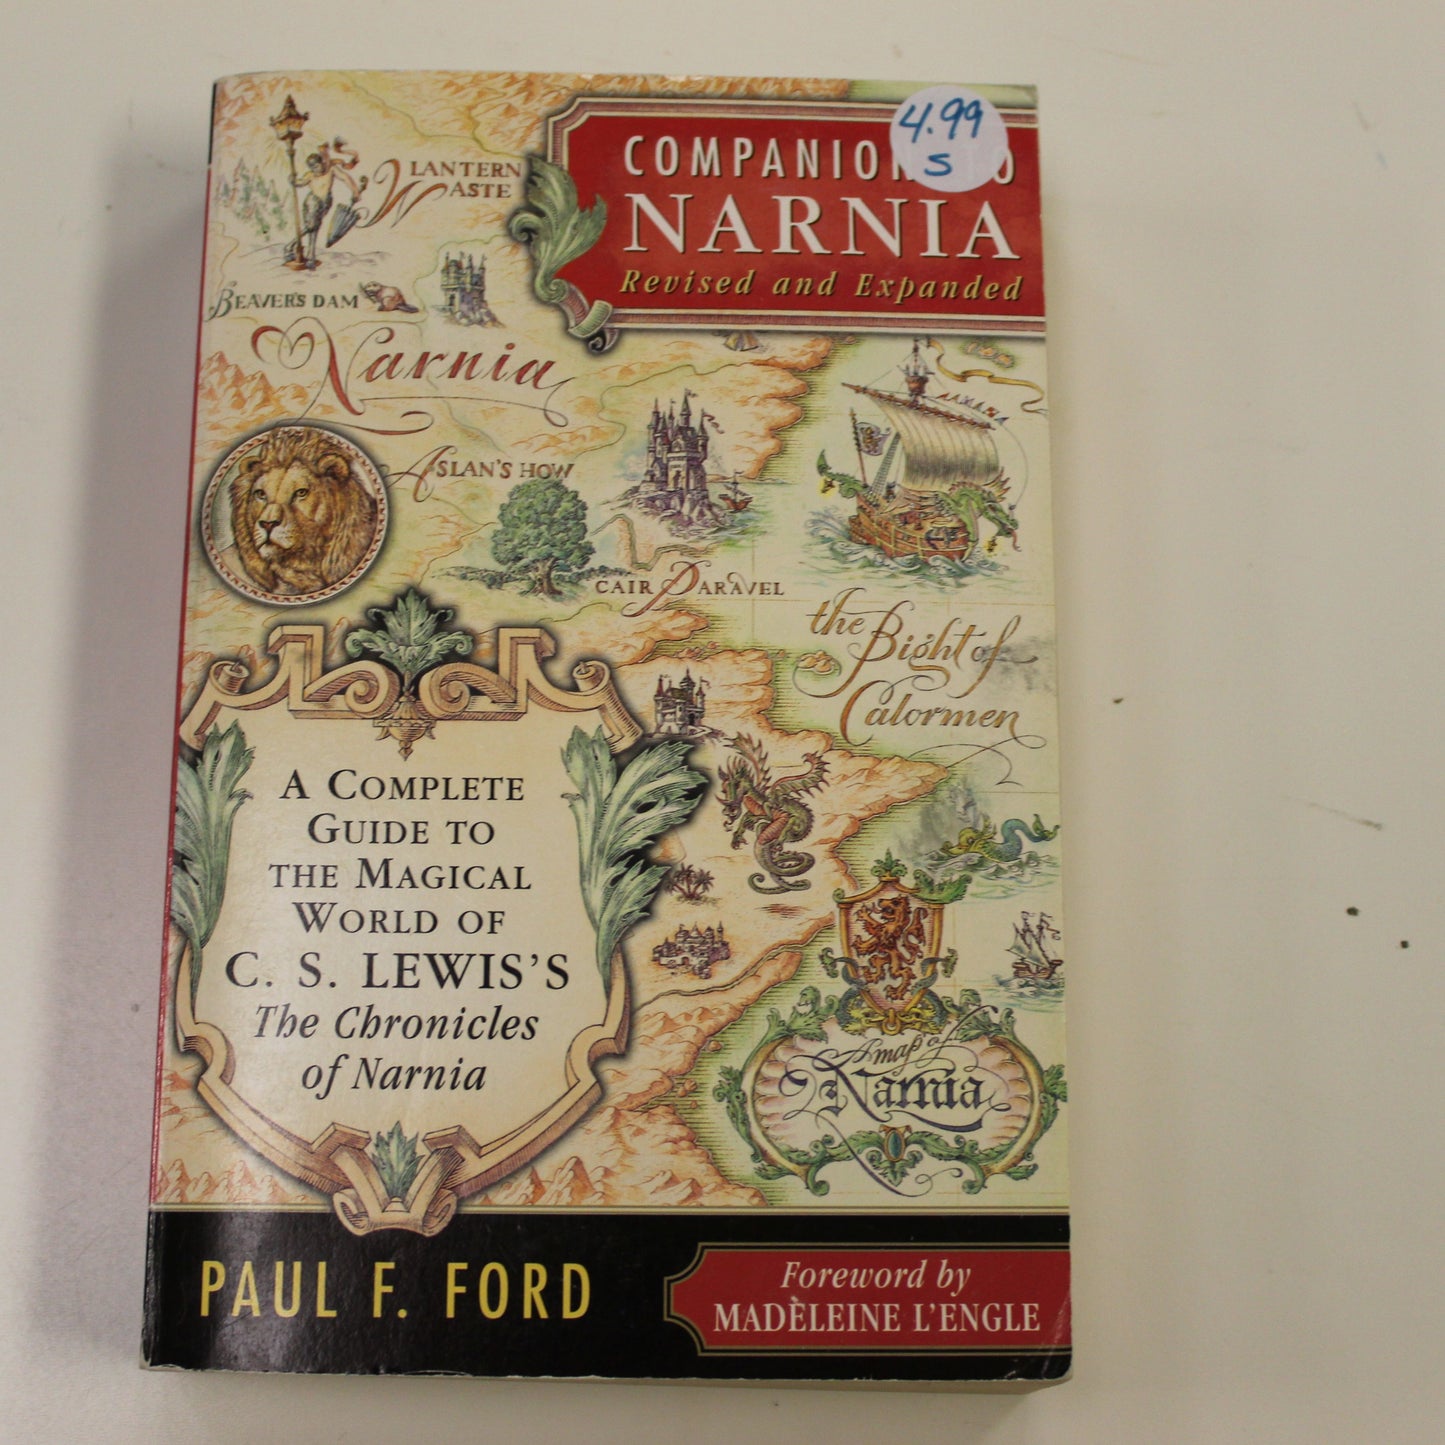 4.99
S
COMPANION TO
NARNIA
Revised and Expanded
LANTERN
WASTE
BEAVER'S DAM
Narnia
ASLAN'S HOW
CAIR PARAVEL
the Bight of
Calormen
A COMPLETE
GUIDE TO
THE MAGICAL
WORLD OF
C. S. LEWIS'S
The Chronicles
of Narnia
A map of
Narnia
PAUL F. FORD
Foreword by
MADELEINE L'ENGLE